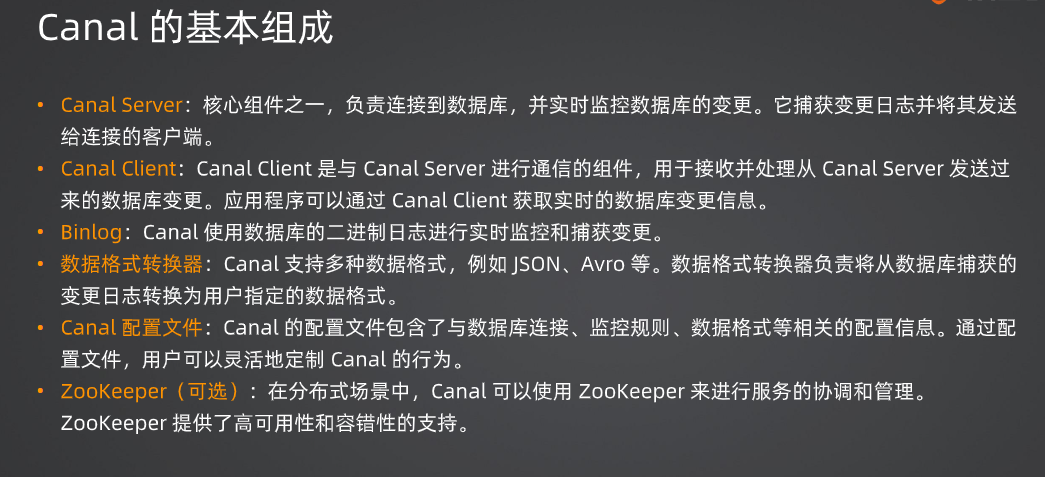 Canal 的基本组成
• Canal Server：核心组件之一，负责连接到数据库，并实时监控数据库的变更。它捕获变更日志并将其发送
给连接的客户端。
• Canal Client：Canal Client 是与 Canal Server 进行通信的组件，用于接收并处理从 Canal Server 发送过
来的数据库变更。应用程序可以通过 Canal Client 获取实时的数据库变更信息。
• Binlog：Canal 使用数据库的二进制日志进行实时监控和捕获变更。
• 数据格式转换器：Canal 支持多种数据格式，例如 JSON、Avro 等。数据格式转换器负责将从数据库捕获的
变更日志转换为用户指定的数据格式。
• Canal 配置文件：Canal 的配置文件包含了与数据库连接、监控规则、数据格式等相关的配置信息。通过配
置文件，用户可以灵活地定制 Canal 的行为。
• ZooKeeper（可选）：在分布式场景中，Canal 可以使用 ZooKeeper 来进行服务的协调和管理。
ZooKeeper 提供了高可用性和容错性的支持。